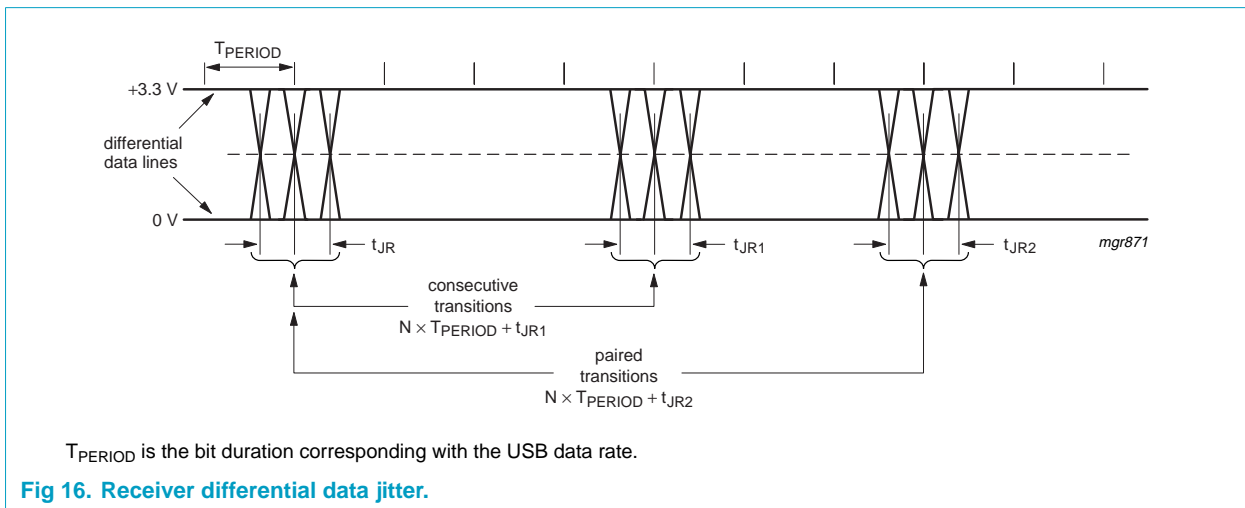 TPERIOD
+3.3 V
differential
data lines
0 V
tJR
tJR1
tJR2
mgr871
consecutive
transitions
N × TPERIOD + tJR1
paired
transitions
N × TPERIOD + tJR2
TPERIOD is the bit duration corresponding with the USB data rate.
Fig 16. Receiver differential data jitter.